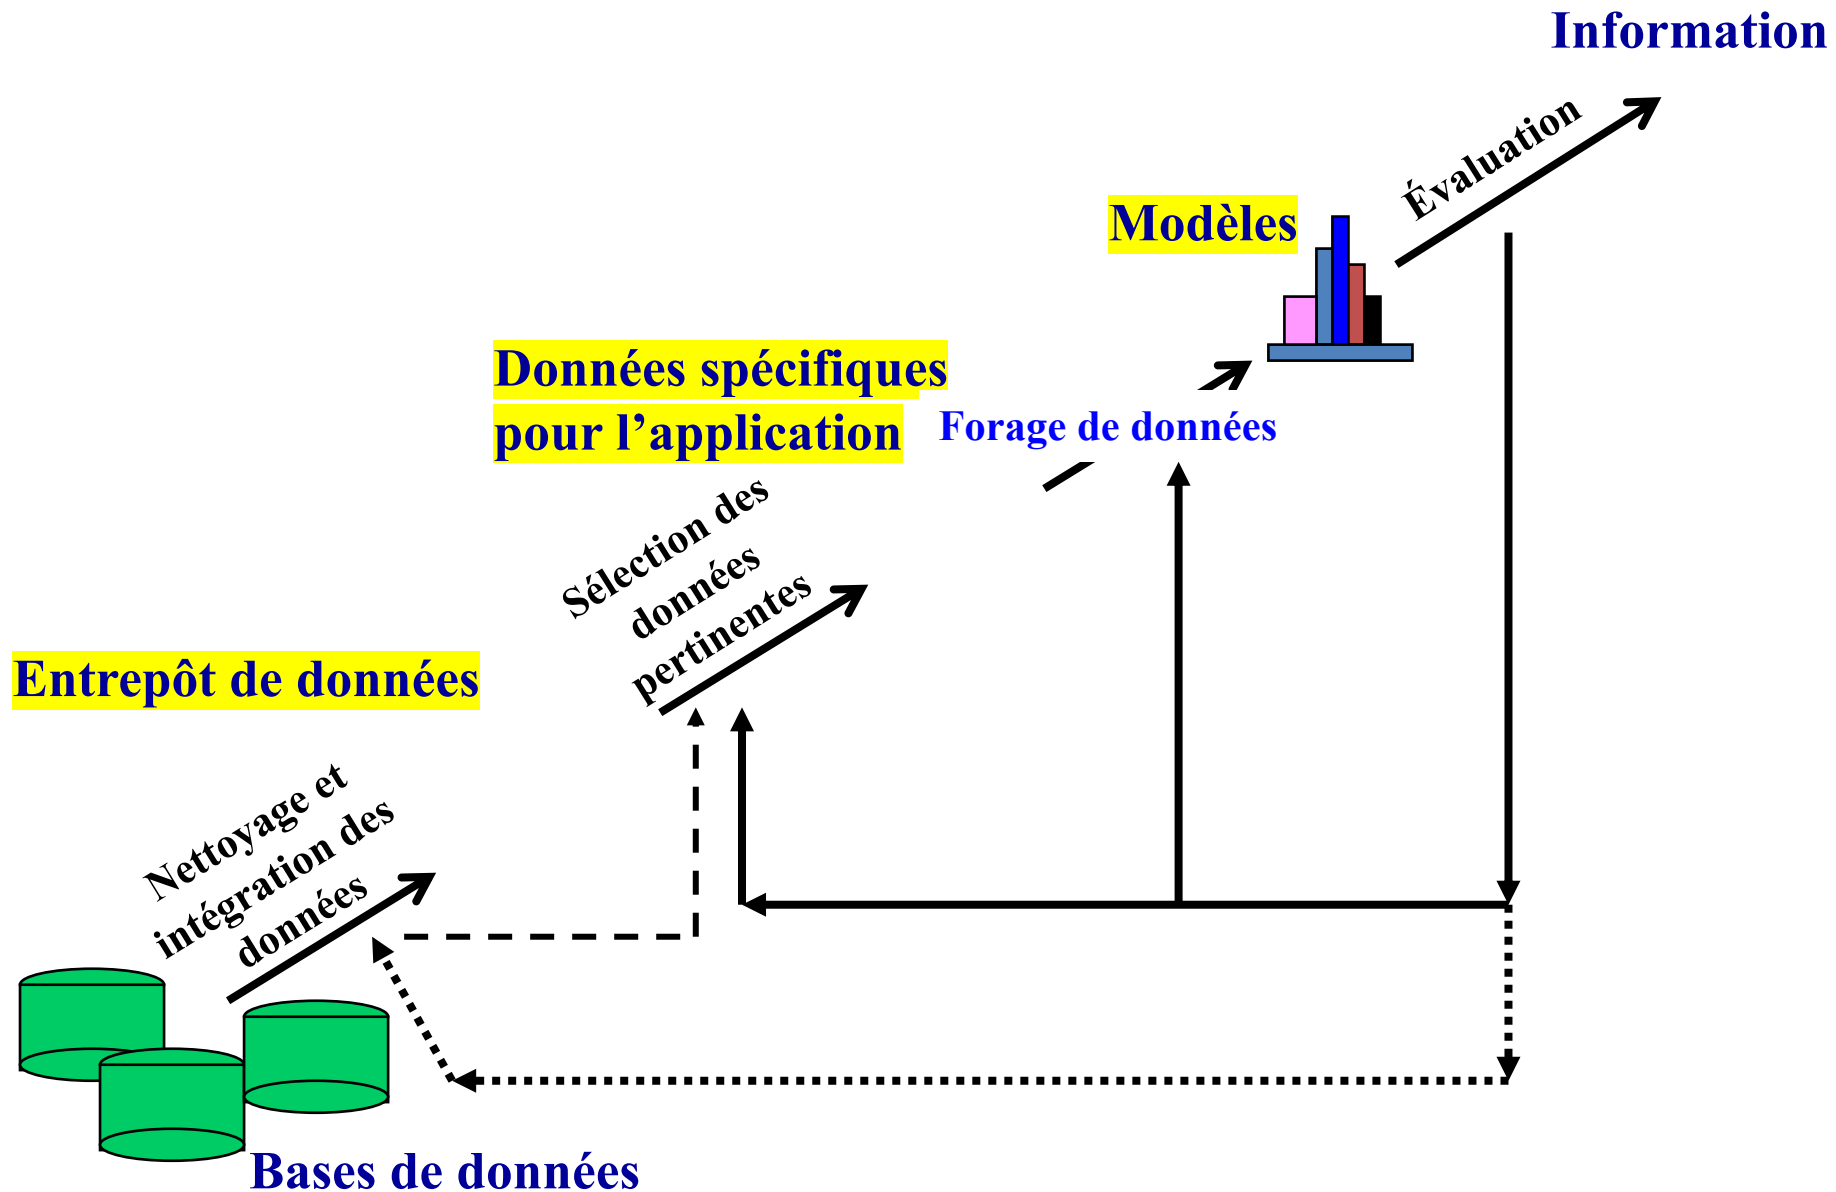 Information
Évaluation
Modèles
Données spécifiques
pour l’application
Forage de données
Sélection des
données
pertinentes
Entrepôt de données
Nettoyage et
intégration des
données
Bases de données